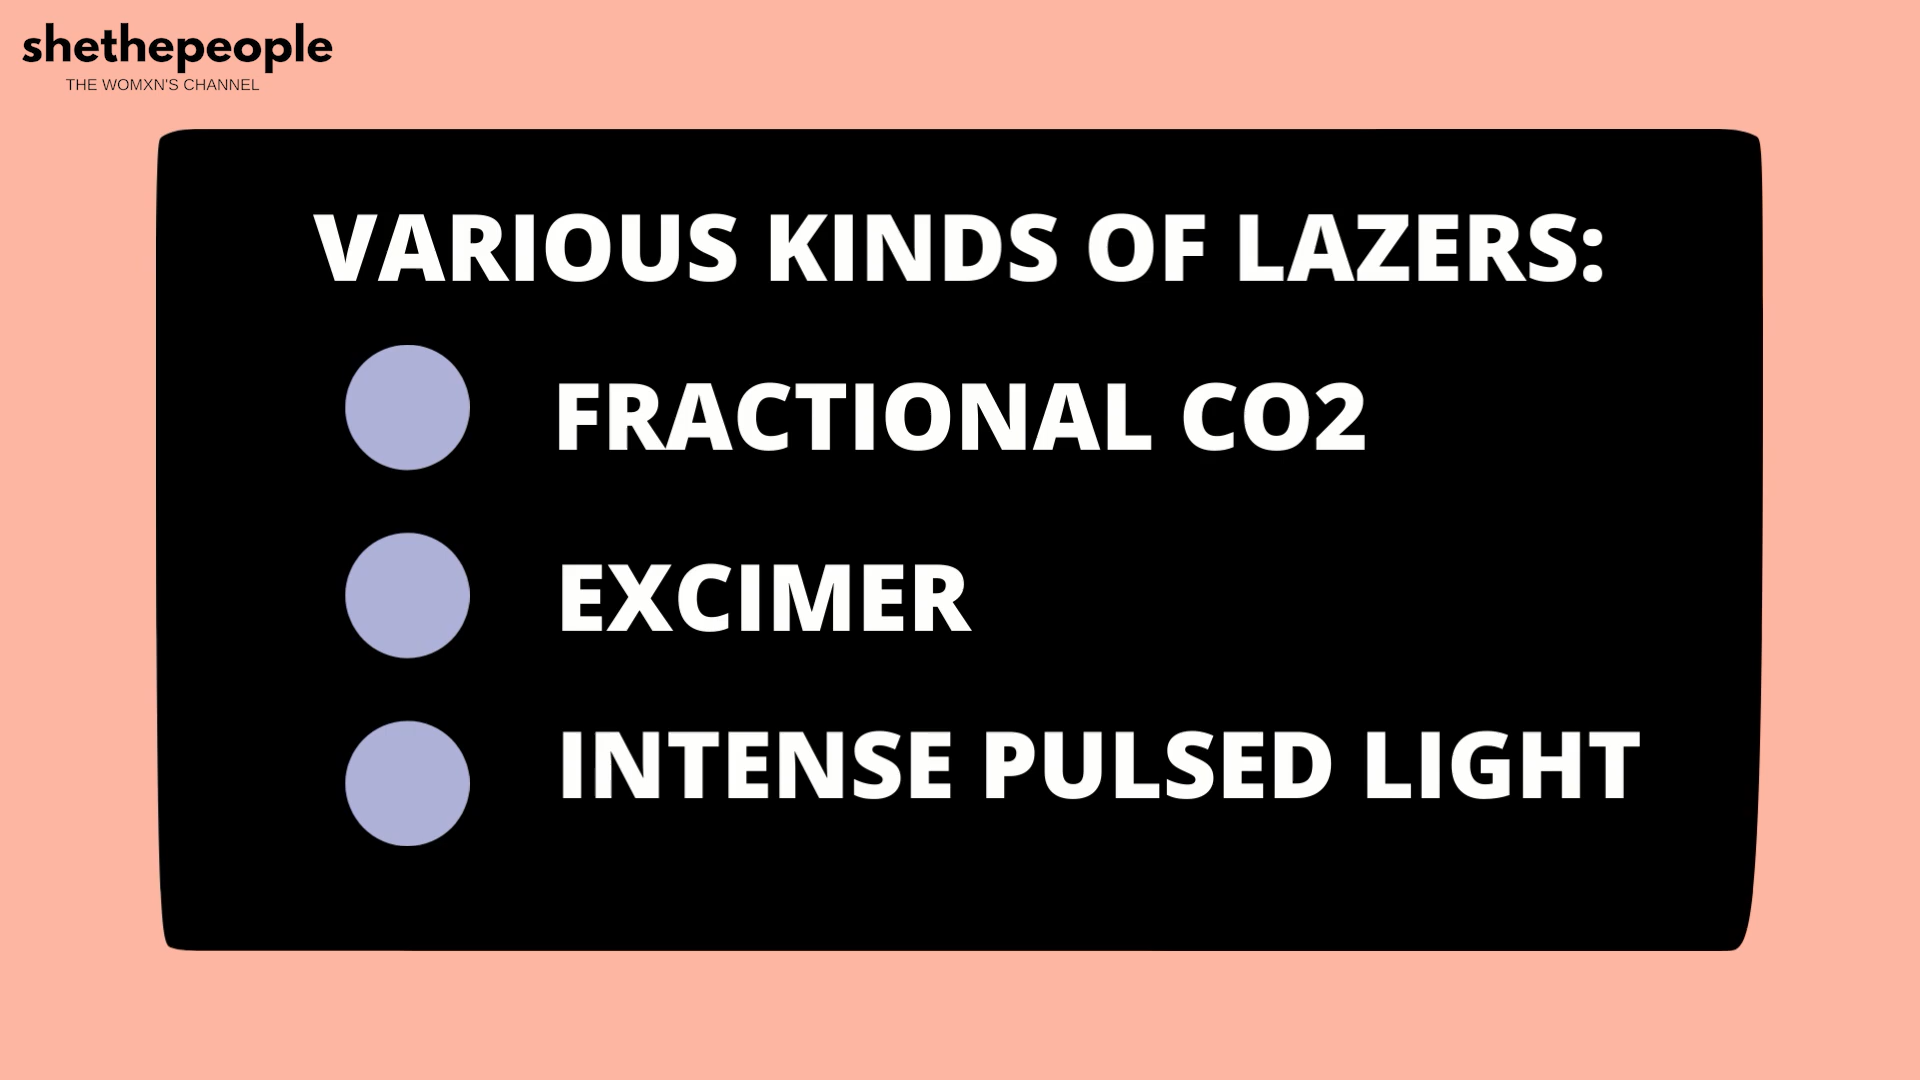 shethepeople
THE WOMXN'S CHANNEL
VARIOUS KINDS OF LAZERS:
FRACTIONAL CO2
EXCIMER
INTENSE PULSED LIGHT